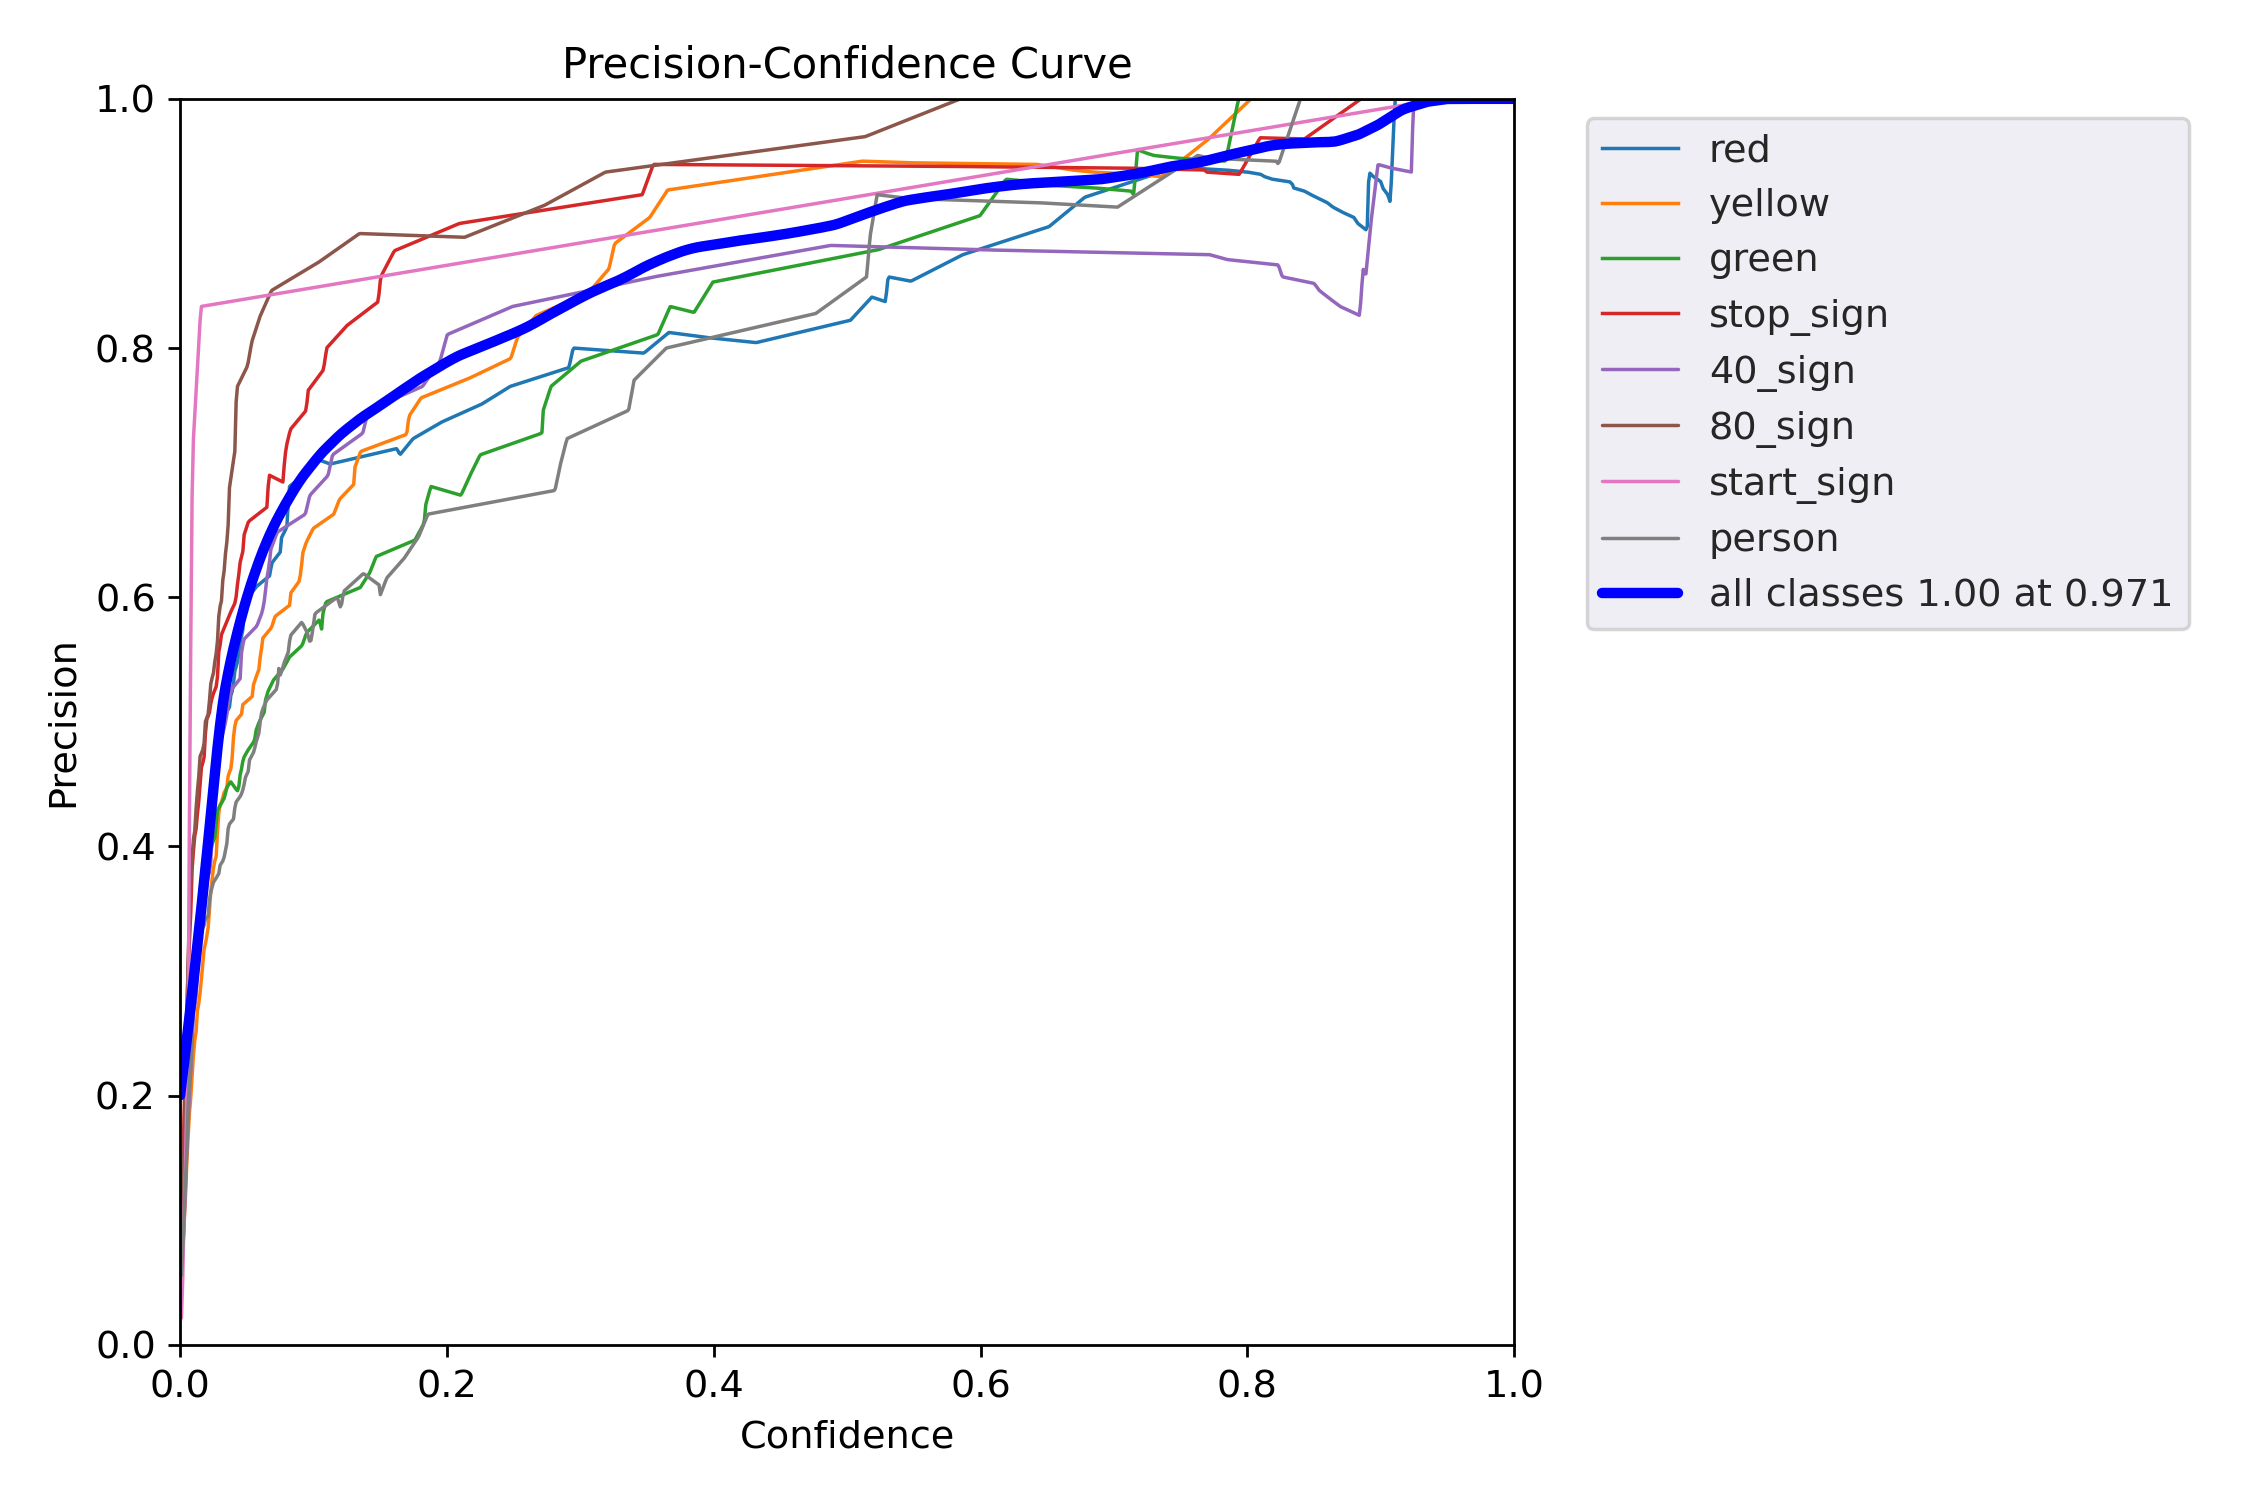 Precision-Confidence Curve
1.0
0.8
0.6
0.4
0.2
0.0
Precision
0.0 0.2 0.4 0.6 0.8 1.0
Confidence
red
yellow
green
stop_sign
40_sign
80_sign
start_sign
person
all classes 1.00 at 0.971